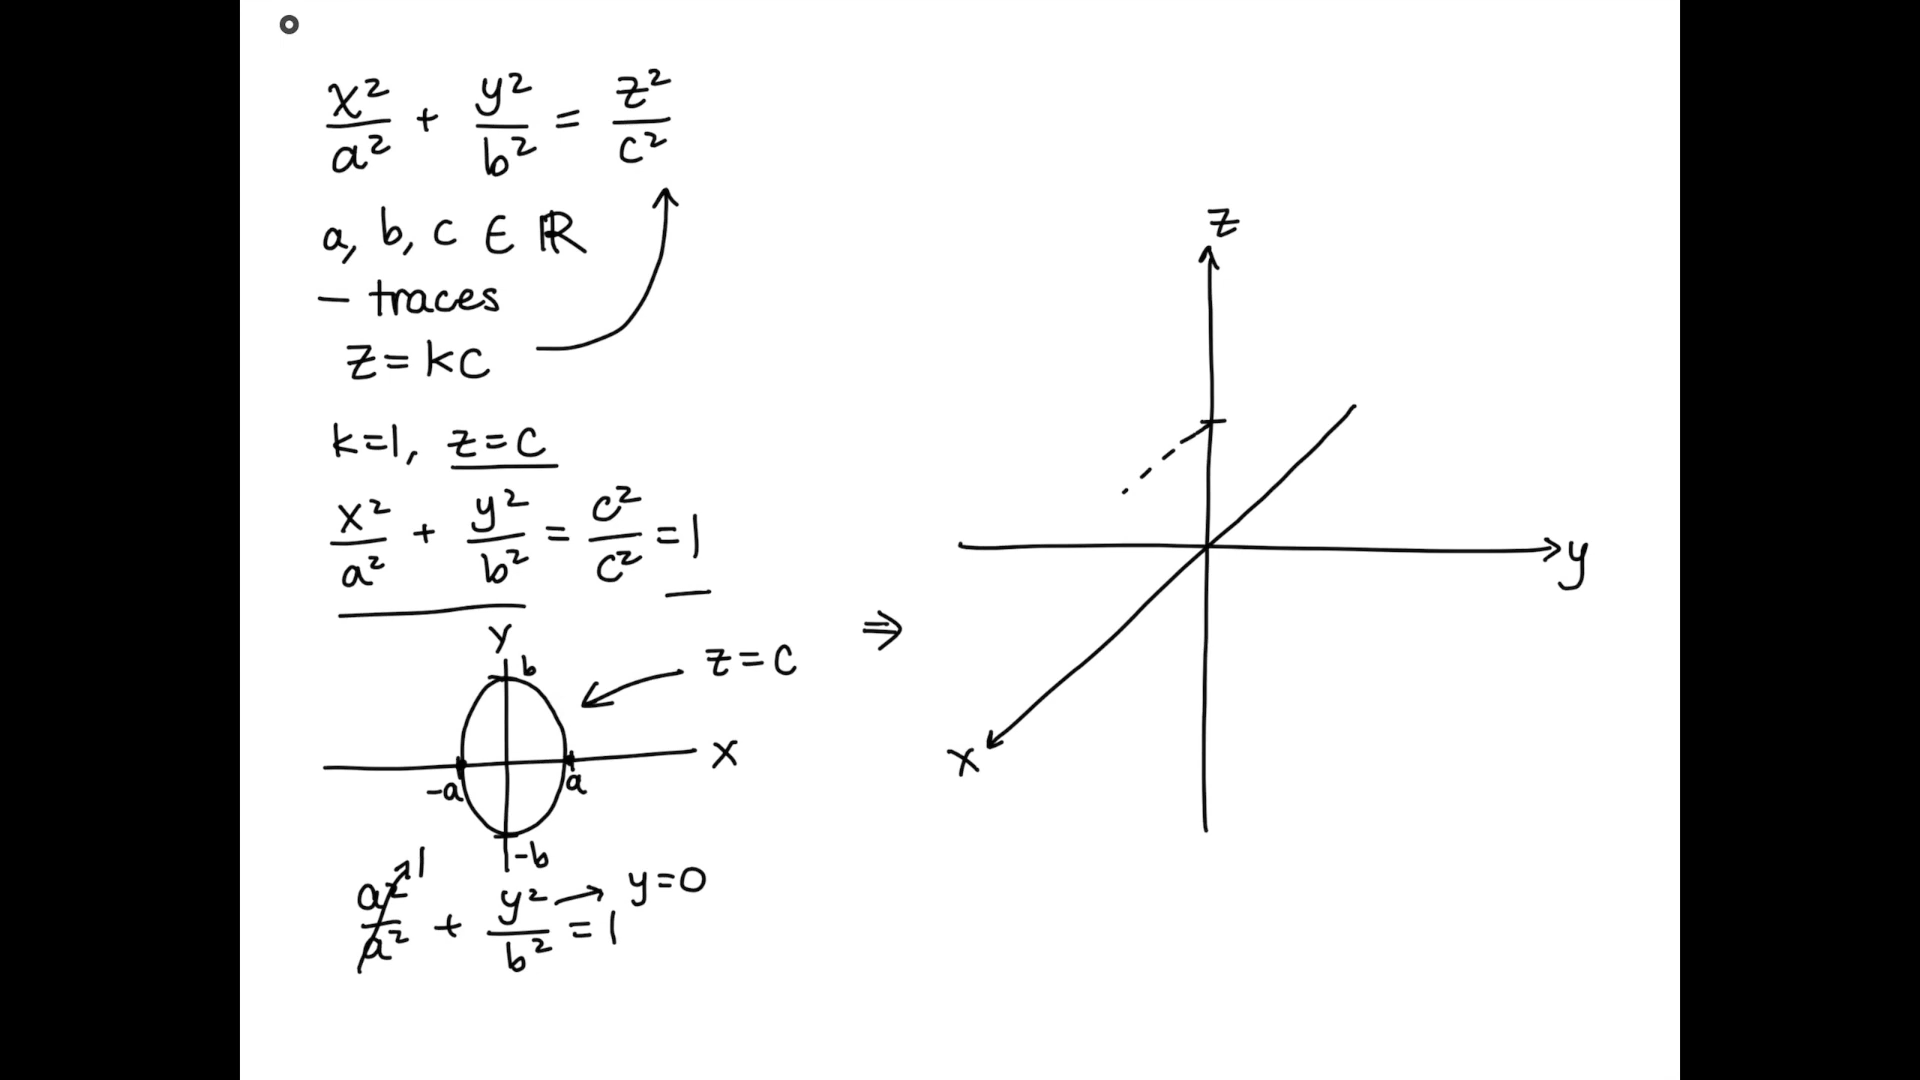 x²/a² + y²/b² = z²/c²
a, b, c ∈ ℝ
— traces
z = kc
k=1, z=c
x²/a² + y²/b² = c²/c² = 1
y
b
z=c
x
-a
a
-b
a²/a² 1 + y²/b² = 1 → y=0
⇒
z
y
x